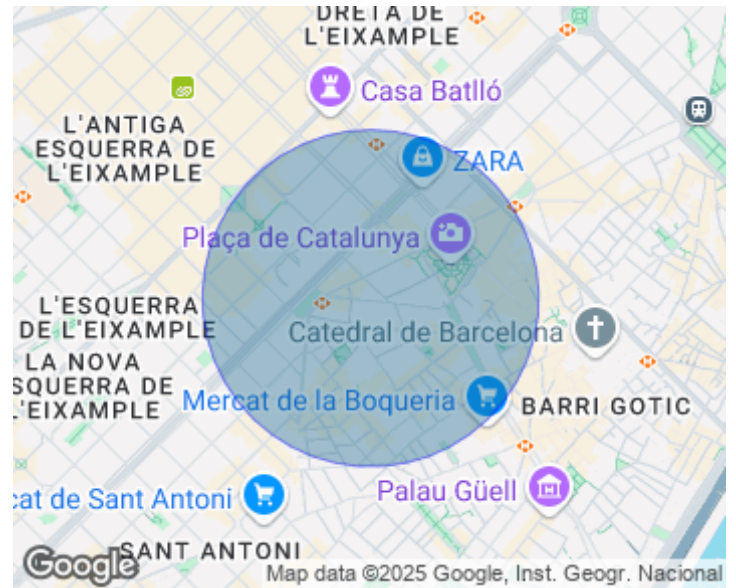 DRETA DE
L'EIXAMPLE
Casa Batlló
L'ANTIGA
ESQUERRA DE
L'EIXAMPLE
ZARA
Plaça de Catalunya
L'ESQUERRA
DE L'EIXAMPLE
Catedral de Barcelona
LA NOVA
SQUERRA DE
L'EIXAMPLE
Mercat de la Boqueria
BARRI GOTIC
cat de Sant Antoni
Palau Güell
SANT ANTONI
Google
Map data ©2025 Google, Inst. Geogr. Nacional